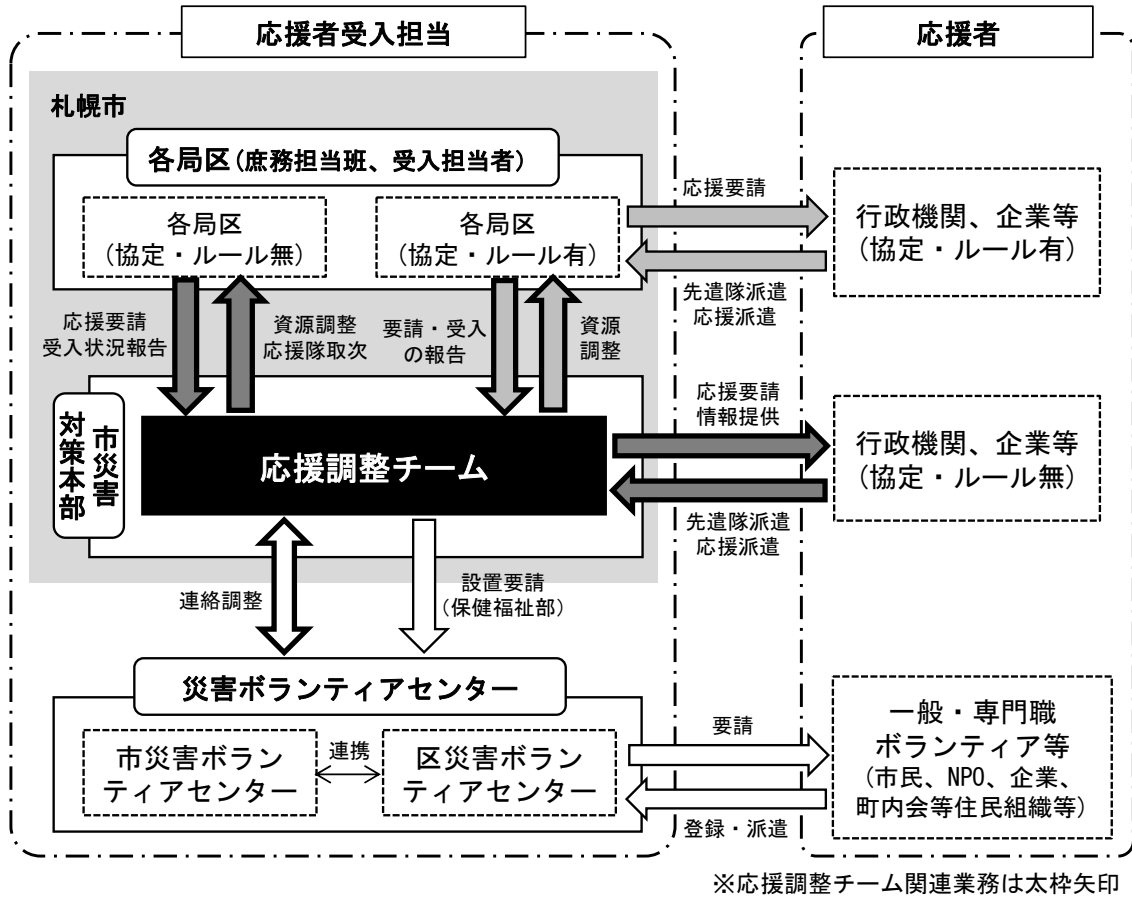 応援者受入担当
応援者
札幌市
各局区(庶務担当班、受入担当者)
各局区
(協定・ルール無)
各局区
(協定・ルール有)
応援要請
先遣隊派遣
応援派遣
行政機関、企業等
(協定・ルール有)
応援要請
受入状況報告
資源調整
応援隊取次
要請・受入
の報告
資源
調整
市災害
対策本部
応援調整チーム
応援要請
情報提供
先遣隊派遣
応援派遣
行政機関、企業等
(協定・ルール無)
連絡調整
設置要請
(保健福祉部)
災害ボランティアセンター
市災害ボラン
ティアセンター
連携
区災害ボラン
ティアセンター
要請
登録・派遣
一般・専門職
ボランティア等
(市民、NPO、企業、
町内会等住民組織等)
※応援調整チーム関連業務は太枠矢印